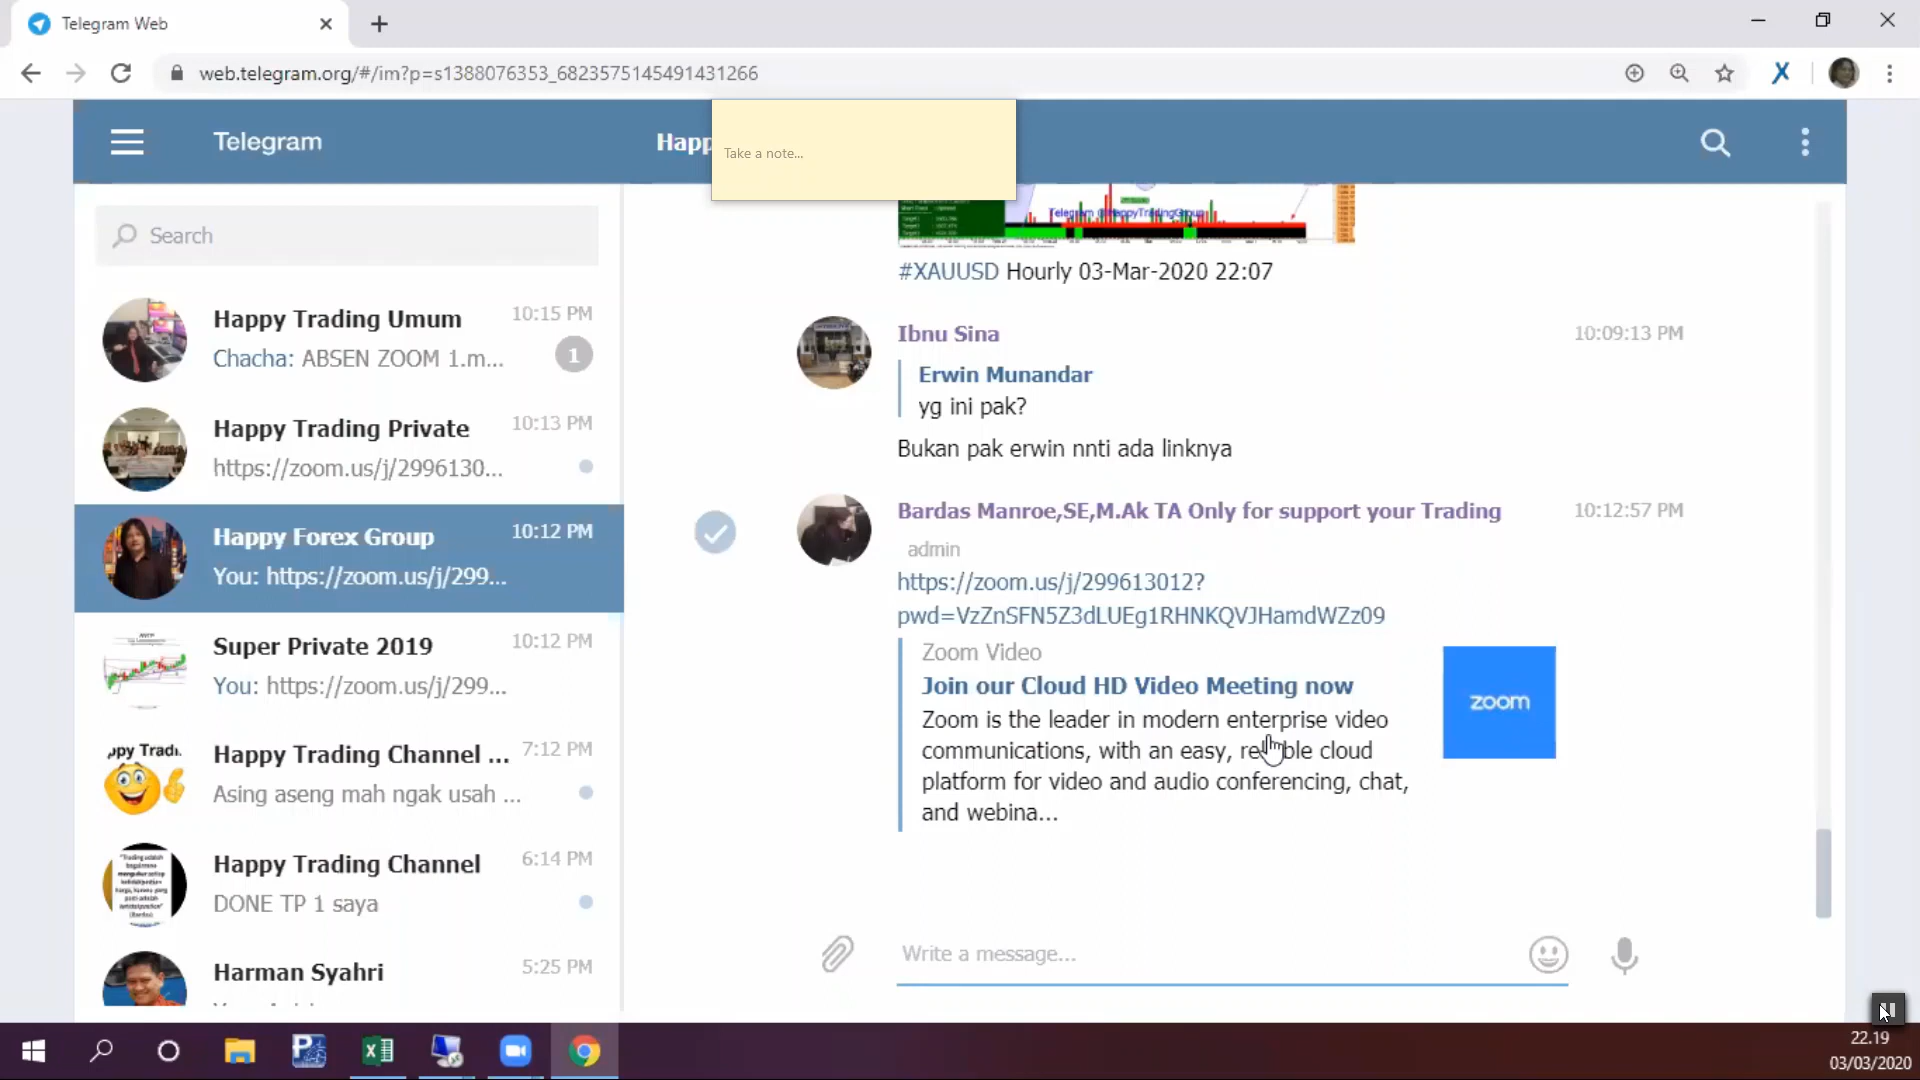 Telegram Web
web.telegram.org/#/im?p=s1388076353_6823575145491431266
Telegram
Happ
Take a note...
Search
Happy Trading Umum
10:15 PM
Chacha: ABSEN ZOOM 1.m...
1
Happy Trading Private
10:13 PM
https://zoom.us/j/2996130...
Happy Forex Group
10:12 PM
You: https://zoom.us/j/299...
Super Private 2019
10:12 PM
You: https://zoom.us/j/299...
Happy Trading Channel ...
7:12 PM
Asing aseng mah ngak usah ...
Happy Trading Channel
6:14 PM
DONE TP 1 saya
Harman Syahri
5:25 PM
Telegram @HappyTradingGroup
#XAUUSD Hourly 03-Mar-2020 22:07
Ibnu Sina
10:09:13 PM
Erwin Munandar
yg ini pak?
Bukan pak erwin nnti ada linknya
Bardas Manroe,SE,M.Ak TA Only for support your Trading
10:12:57 PM
admin
https://zoom.us/j/299613012?
pwd=VzZnSFN5Z3dLUEg1RHNKQVJHamdWZz09
Zoom Video
Join our Cloud HD Video Meeting now
Zoom is the leader in modern enterprise video
communications, with an easy, reliable cloud
platform for video and audio conferencing, chat,
and webina...
zoom
Write a message...
22.19
03/03/2020